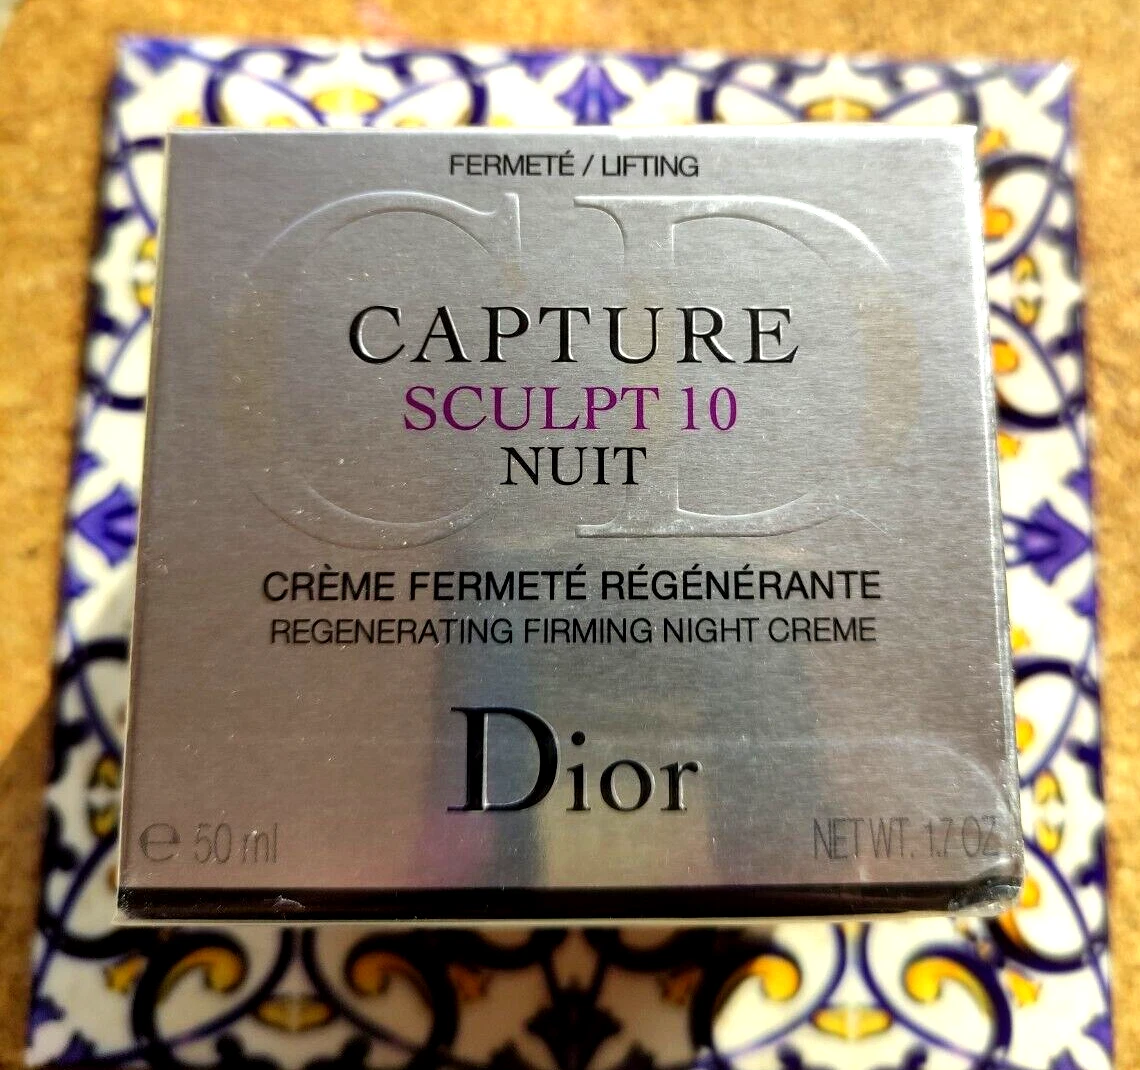 FERMETÉ / LIFTING
CD
CAPTURE
SCULPT 10
NUIT
CRÈME FERMETÉ RÉGÉNÉRANTE
REGENERATING FIRMING NIGHT CREME
Dior
℮ 50 ml
NET WT. 1.7 OZ